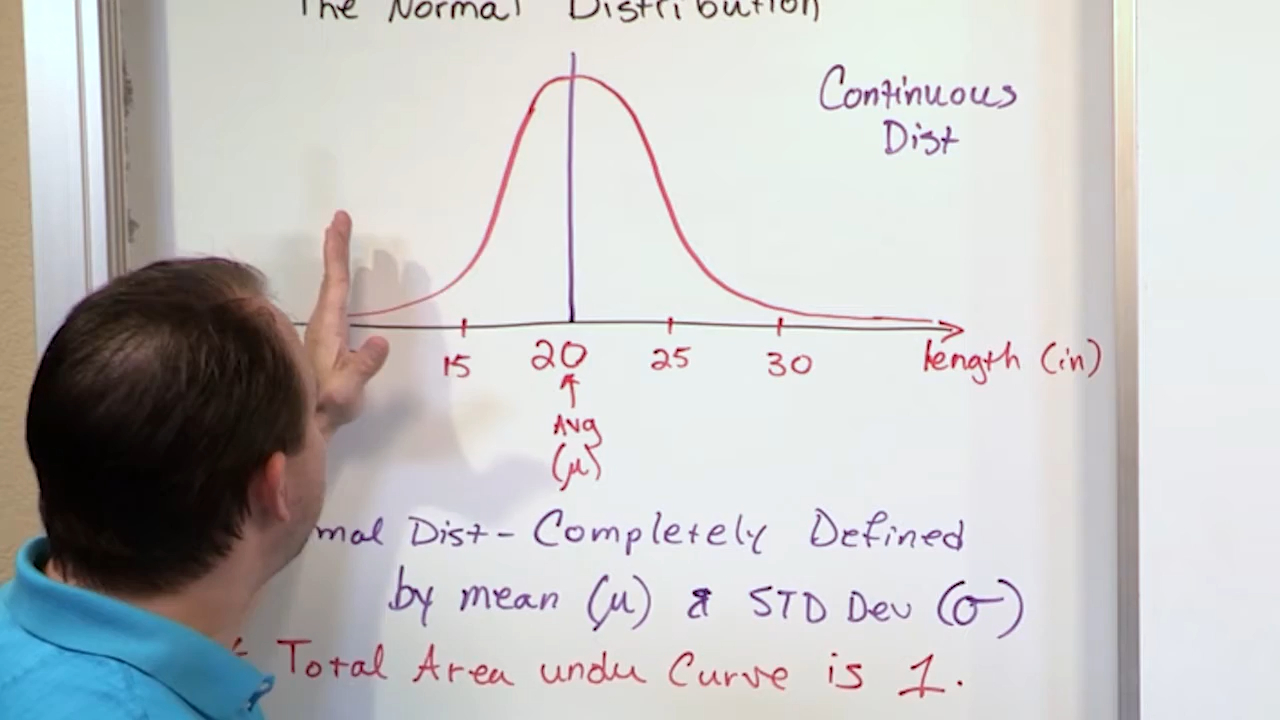 The Normal Distribution
Continuous
Dist
15 20 25 30 length (in)
Avg
(μ)
mal Dist - Completely Defined
by mean (μ) & STD Dev (σ)
Total Area under Curve is 1.